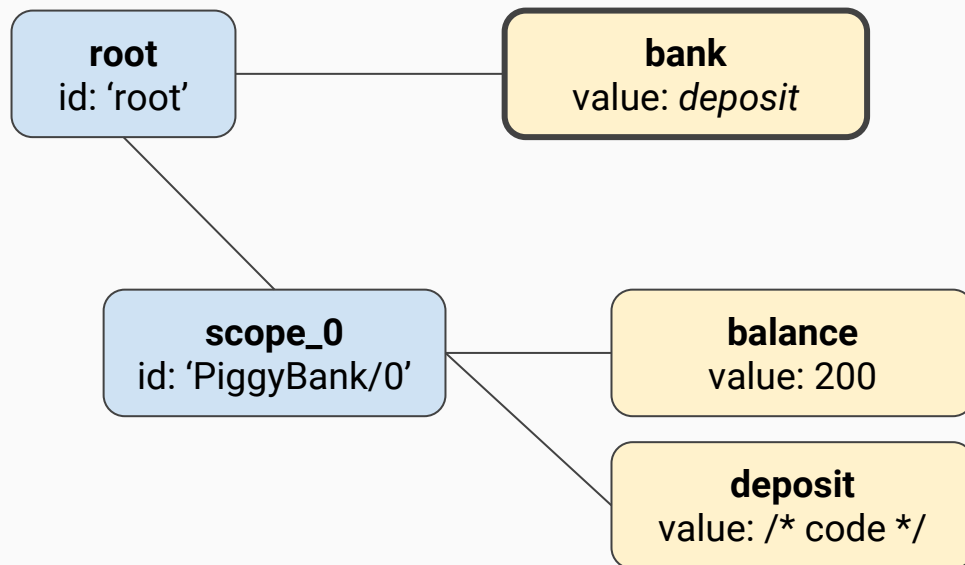 root
id: ‘root’
bank
value: deposit
scope_0
id: ‘PiggyBank/0’
balance
value: 200
deposit
value: /* code */